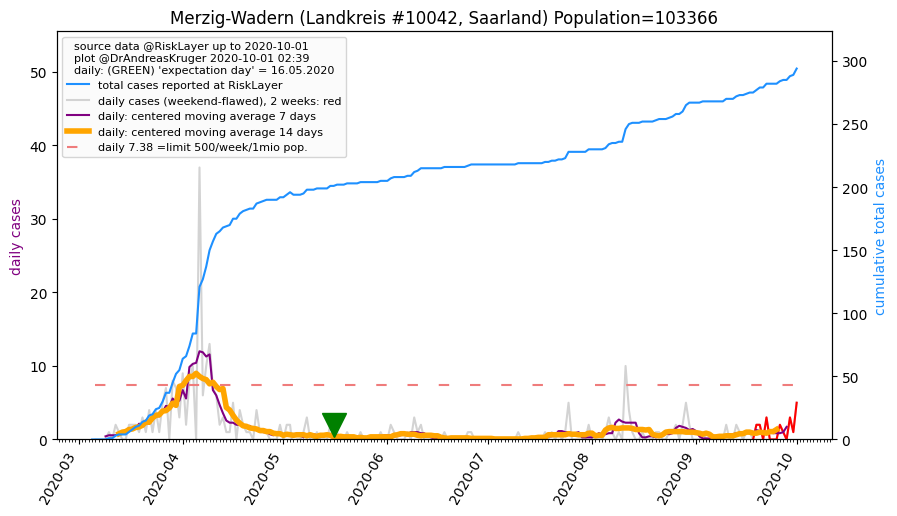 Merzig-Wadern (Landkreis #10042, Saarland) Population=103366
source data @RiskLayer up to 2020-10-01
plot @DrAndreasKruger 2020-10-01 02:39
daily: (GREEN) 'expectation day' = 16.05.2020
total cases reported at RiskLayer
daily cases (weekend-flawed), 2 weeks: red
daily: centered moving average 7 days
daily: centered moving average 14 days
daily 7.38 =limit 500/week/1mio pop.
daily cases
50
40
30
20
10
0
cumulative total cases
300
250
200
150
100
50
0
2020-03
2020-04
2020-05
2020-06
2020-07
2020-08
2020-09
2020-10